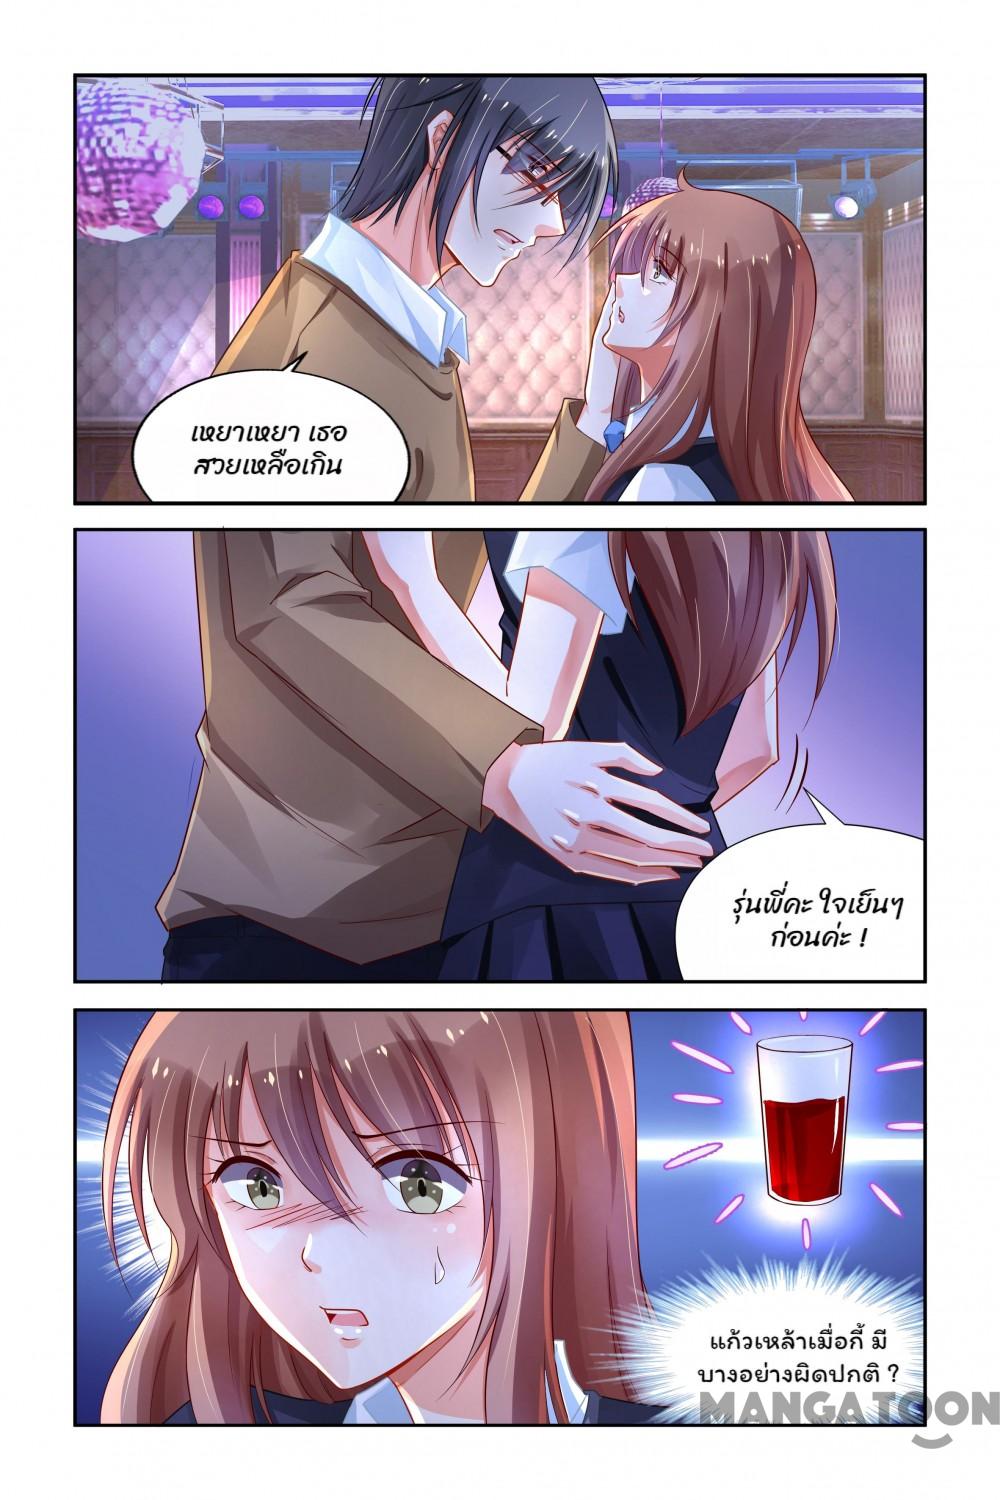 เหยาเหยา เธอ
สวยเหลือเกิน
รุ่นพี่คะ ใจเย็นๆ
ก่อนค่ะ !
แก้วเหล้าเมื่อกี้ มี
บางอย่างผิดปกติ ?
MANGATOON